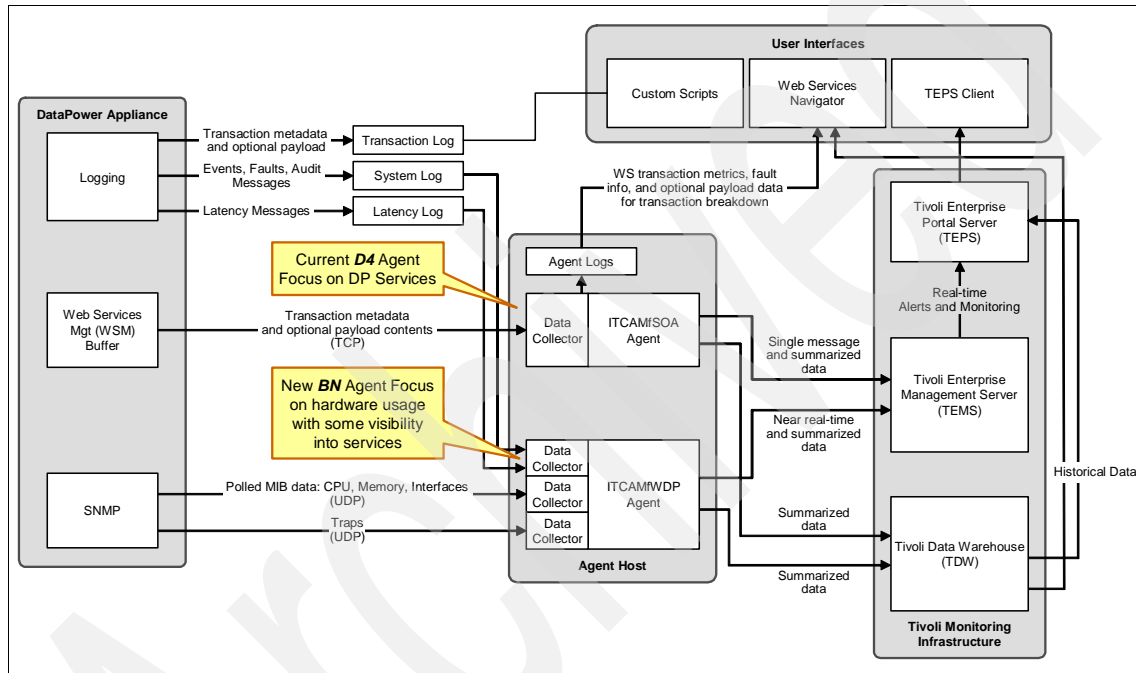 User Interfaces
Custom Scripts
Web Services
Navigator
TEPS Client
DataPower Appliance
Logging
Transaction metadata
and optional payload
Transaction Log
Events, Faults, Audit
Messages
System Log
Latency Messages
Latency Log
WS transaction metrics, fault
info, and optional payload data
for transaction breakdown
Current D4 Agent
Focus on DP Services
Agent Logs
Web Services
Mgt (WSM)
Buffer
Transaction metadata
and optional payload contents
(TCP)
Data
Collector
ITCAMfSOA
Agent
New BN Agent Focus
on hardware usage
with some visibility
into services
Data
Collector
Data
Collector
Data
Collector
ITCAMfWDP
Agent
SNMP
Polled MIB data: CPU, Memory, Interfaces
(UDP)
Traps
(UDP)
Agent Host
Single message
and summarized
data
Near real-time
and summarized
data
Summarized
data
Summarized
data
Tivoli Enterprise
Portal Server
(TEPS)
Real-time
Alerts and Monitoring
Tivoli Enterprise
Management Server
(TEMS)
Historical Data
Tivoli Data Warehouse
(TDW)
Tivoli Monitoring
Infrastructure
Archived